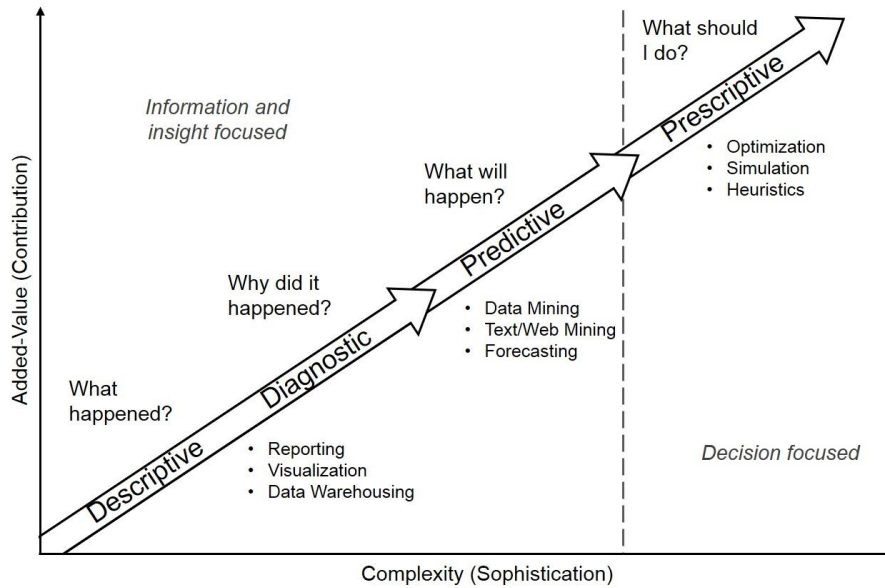 What should
I do?
Prescriptive
• Optimization
• Simulation
• Heuristics
Information and
insight focused
What will
happen?
Predictive
• Data Mining
• Text/Web Mining
• Forecasting
Why did it
happened?
Diagnostic
What
happened?
Descriptive
• Reporting
• Visualization
• Data Warehousing
Decision focused
Added-Value (Contribution)
Complexity (Sophistication)